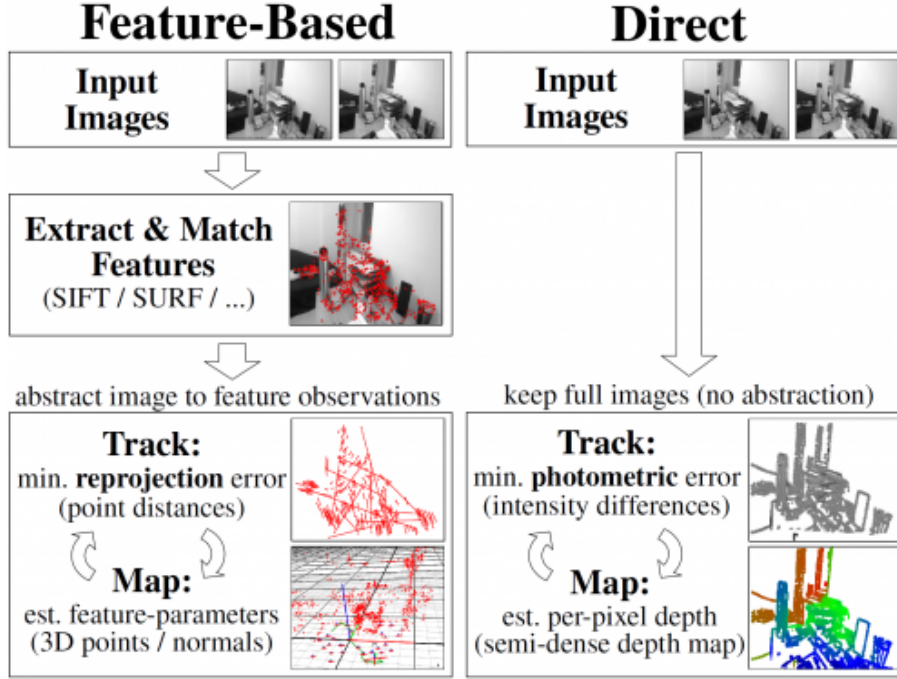 Feature-Based
Input
Images
Extract & Match
Features
(SIFT / SURF / ...)
abstract image to feature observations
Track:
min. reprojection error
(point distances)
Map:
est. feature-parameters
(3D points / normals)
Direct
Input
Images
keep full images (no abstraction)
Track:
min. photometric error
(intensity differences)
Map:
est. per-pixel depth
(semi-dense depth map)